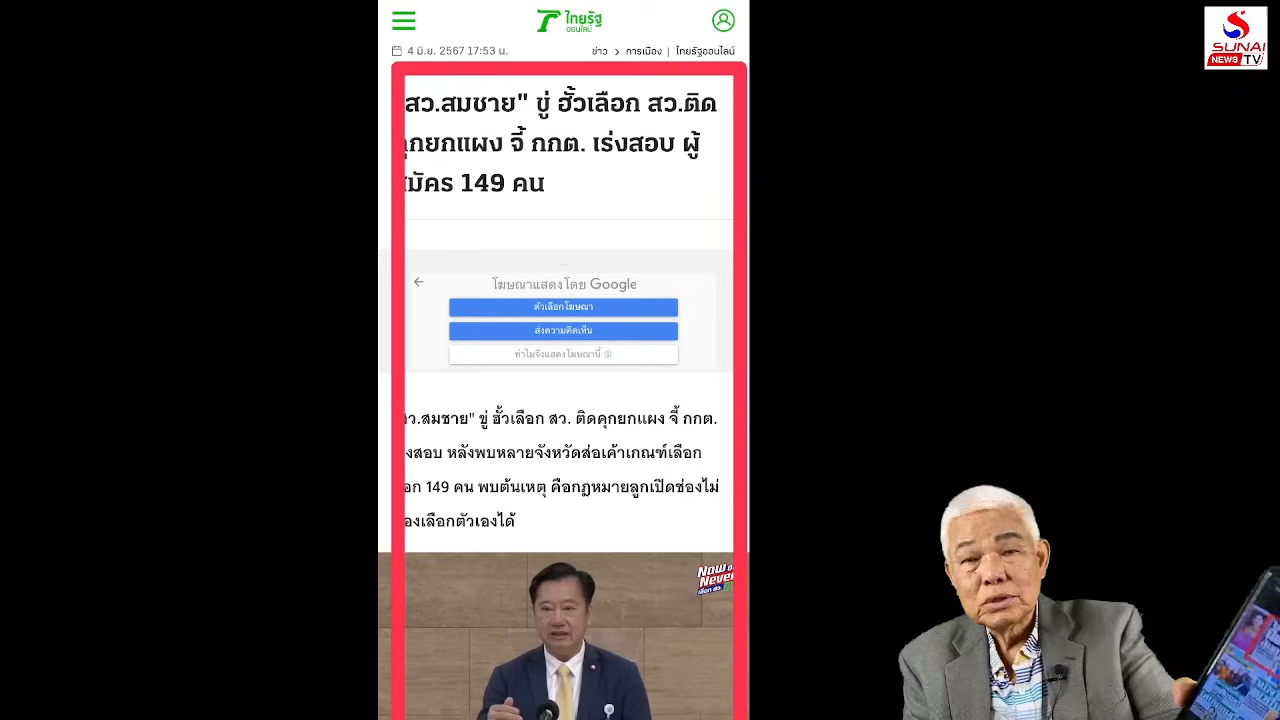 ไทยรัฐ
ออนไลน์
4 มิ.ย. 2567 17:53 น.
ข่าว > การเมือง | ไทยรัฐออนไลน์
สว.สมชาย" ขู่ ฮั้วเลือก สว.ติด
คุกยกแผง จี้ กกต. เร่งสอบ ผู้
สมัคร 149 คน
โฆษณาแสดงโดย Google
ตัวเลือกโฆษณา
ส่งความคิดเห็น
ทำไมจึงแสดงโฆษณานี้
สว.สมชาย" ขู่ ฮั้วเลือก สว. ติดคุกยกแผง จี้ กกต.
งสอบ หลังพบหลายจังหวัดส่อเค้าเกณฑ์เลือก
อก 149 คน พบต้นเหตุ คือกฎหมายลูกเปิดช่องไม่
องเลือกตัวเองได้
Now or
Never
เลือก สว.
SUNAI
NEWS TV